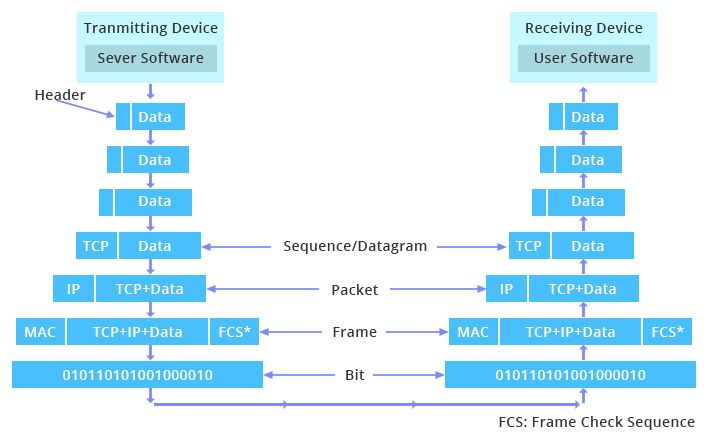 Tranmitting Device
Receiving Device
Sever Software
User Software
Header
Data
Data
Data
Data
Data
Data
TCP
Data
Sequence/Datagram
TCP
Data
IP
TCP+Data
Packet
IP
TCP+Data
MAC
TCP+IP+Data
FCS*
Frame
MAC
TCP+IP+Data
FCS*
010110101001000010
Bit
010110101001000010
FCS: Frame Check Sequence